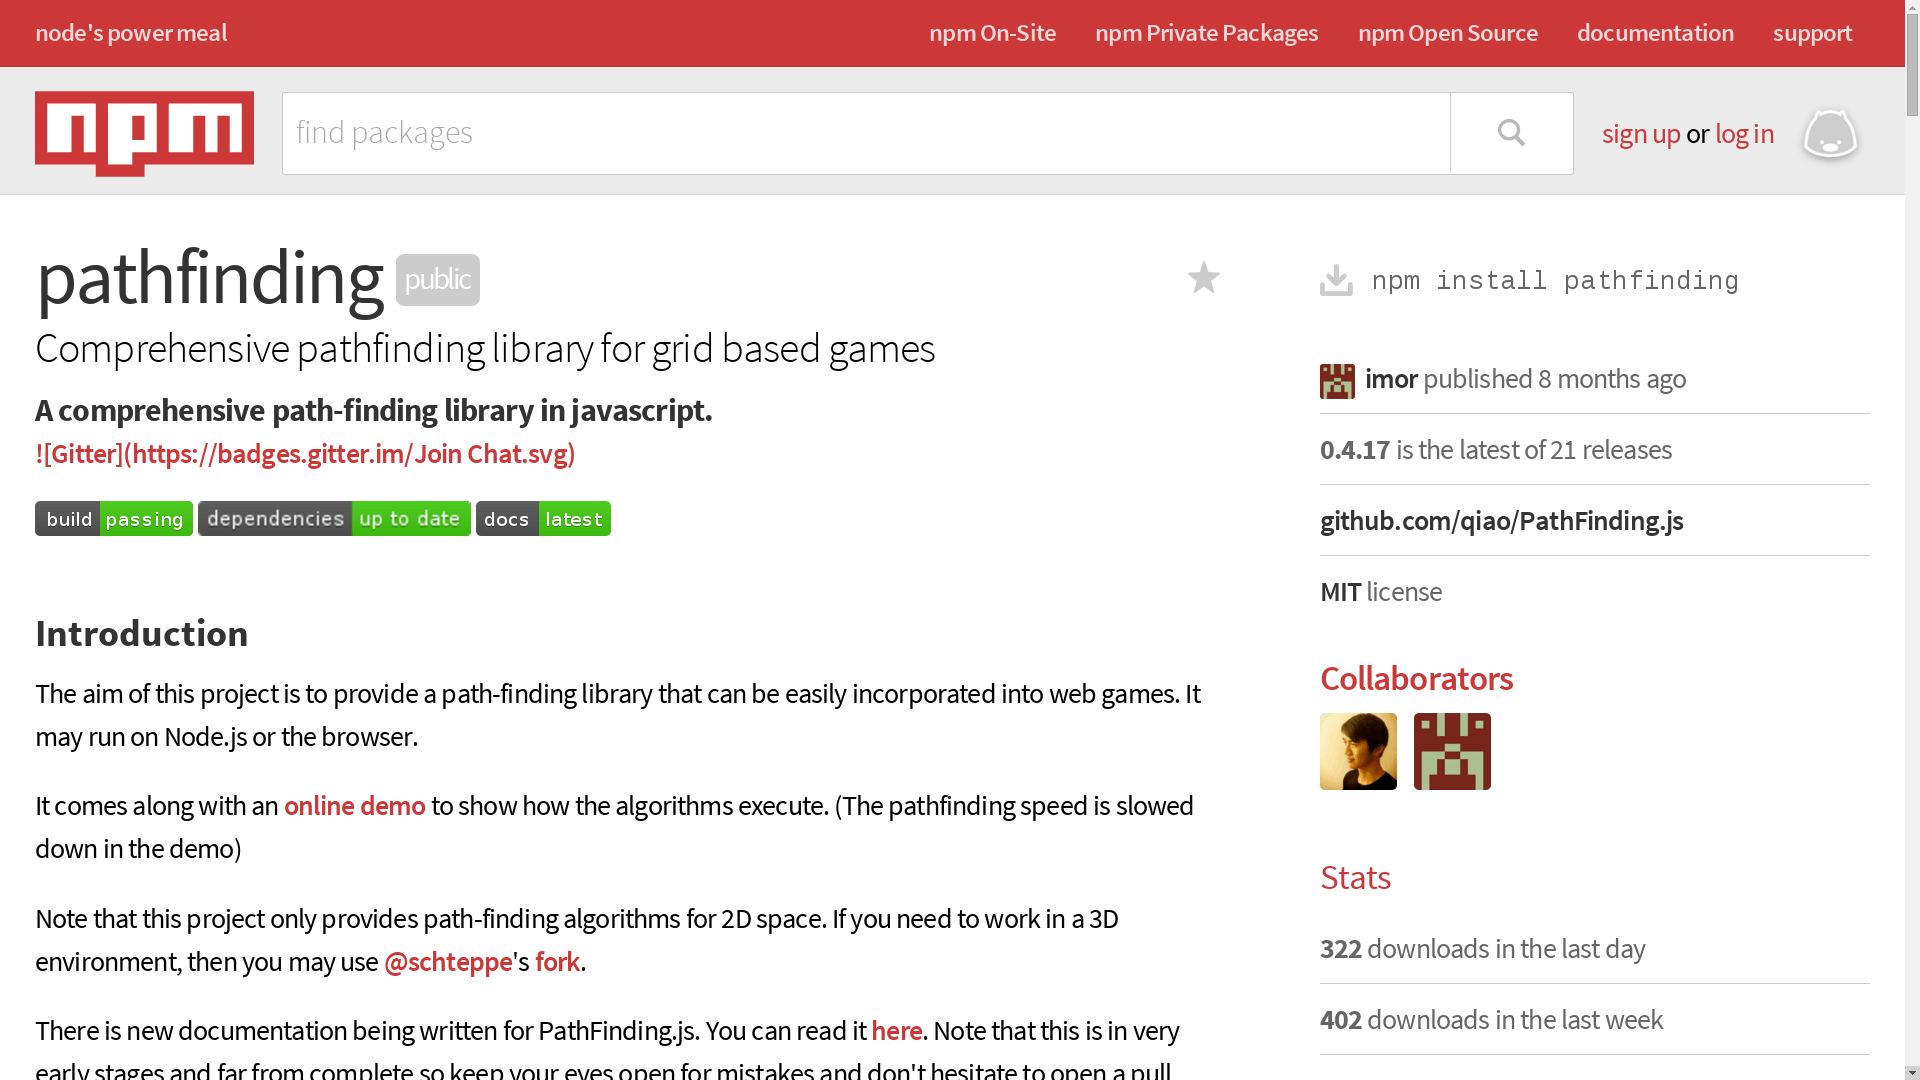 node's power meal
npm On-Site
npm Private Packages
npm Open Source
documentation
support
npm
find packages
sign up or log in
pathfinding public
Comprehensive pathfinding library for grid based games
A comprehensive path-finding library in javascript.
![Gitter](https://badges.gitter.im/Join Chat.svg)
build passing dependencies up to date docs latest
Introduction
The aim of this project is to provide a path-finding library that can be easily incorporated into web games. It
may run on Node.js or the browser.
It comes along with an online demo to show how the algorithms execute. (The pathfinding speed is slowed
down in the demo)
Note that this project only provides path-finding algorithms for 2D space. If you need to work in a 3D
environment, then you may use @schteppe's fork.
There is new documentation being written for PathFinding.js. You can read it here. Note that this is in very
early stages and far from complete so keep your eyes open for mistakes and don't hesitate to open a pull
npm install pathfinding
imor published 8 months ago
0.4.17 is the latest of 21 releases
github.com/qiao/PathFinding.js
MIT license
Collaborators
Stats
322 downloads in the last day
402 downloads in the last week